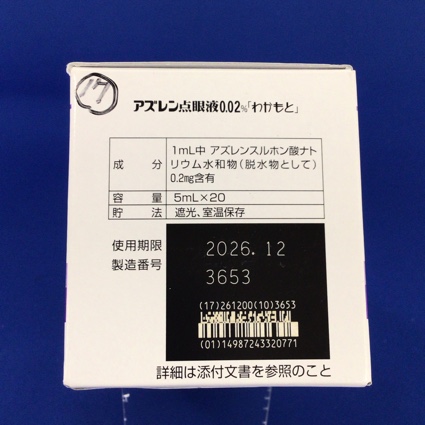 17
アズレン点眼液0.02%「わかもと」
成分
1mL中 アズレンスルホン酸ナト
リウム水和物(脱水物として)
0.2mg含有
容量 5mL×20
貯法 遮光、室温保存
使用期限 2026.12
製造番号 3653
(17)261200(10)3653
(01)14987243320771
詳細は添付文書を参照のこと